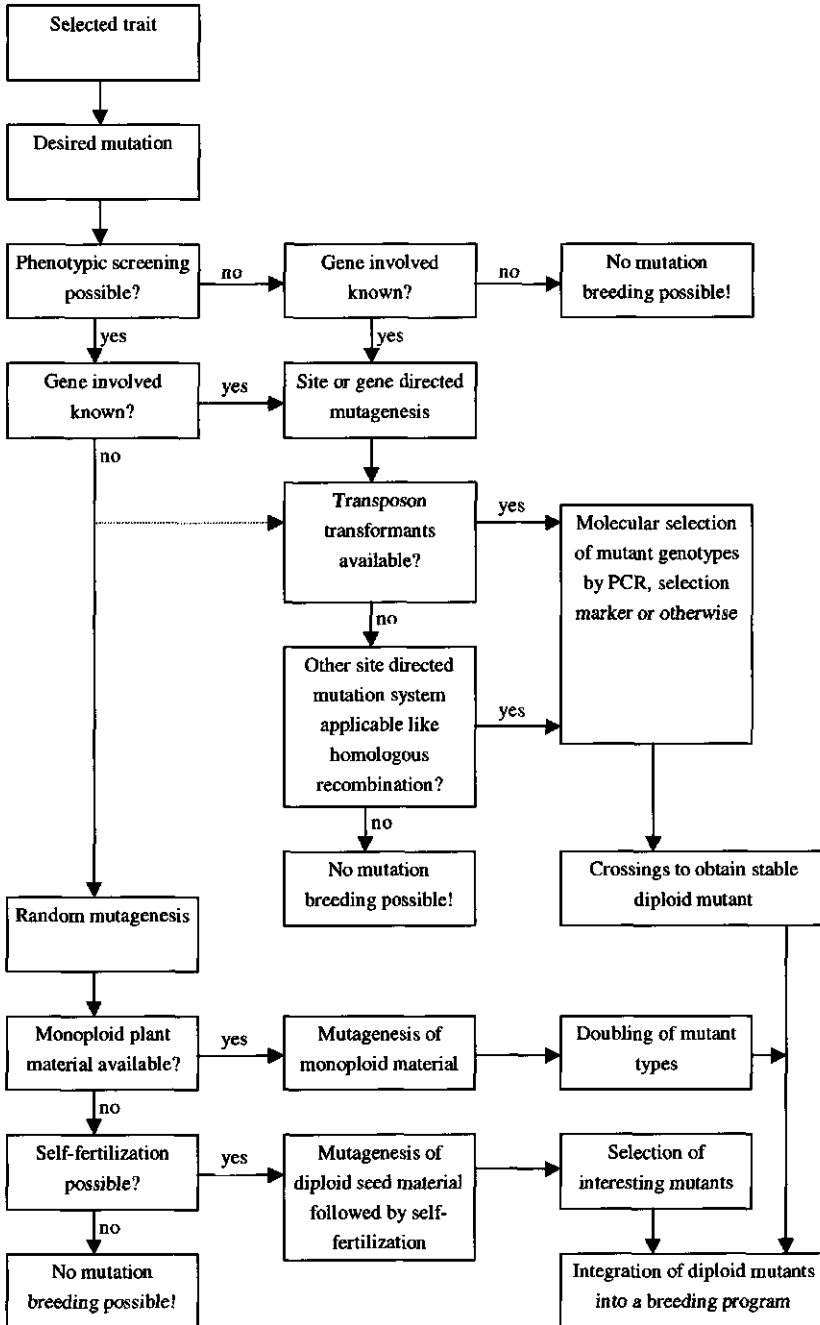 Selected trait
Desired mutation
Phenotypic screening
possible?
no
Gene involved
known?
no
No mutation
breeding possible!
yes
yes
Gene involved
known?
yes
Site or gene directed
mutagenesis
no
Transposon
transformants
available?
yes
Molecular selection
of mutant genotypes
by PCR, selection
marker or otherwise
no
Other site directed
mutation system
applicable like
homologous
recombination?
yes
no
No mutation
breeding possible!
Crossings to obtain stable
diploid mutant
Random mutagenesis
Monoploid plant
material available?
yes
Mutagenesis of
monoploid material
Doubling of mutant
types
no
Self-fertilization
possible?
yes
Mutagenesis of
diploid seed material
followed by self-
fertilization
Selection of
interesting mutants
no
No mutation
breeding possible!
Integration of diploid mutants
into a breeding program